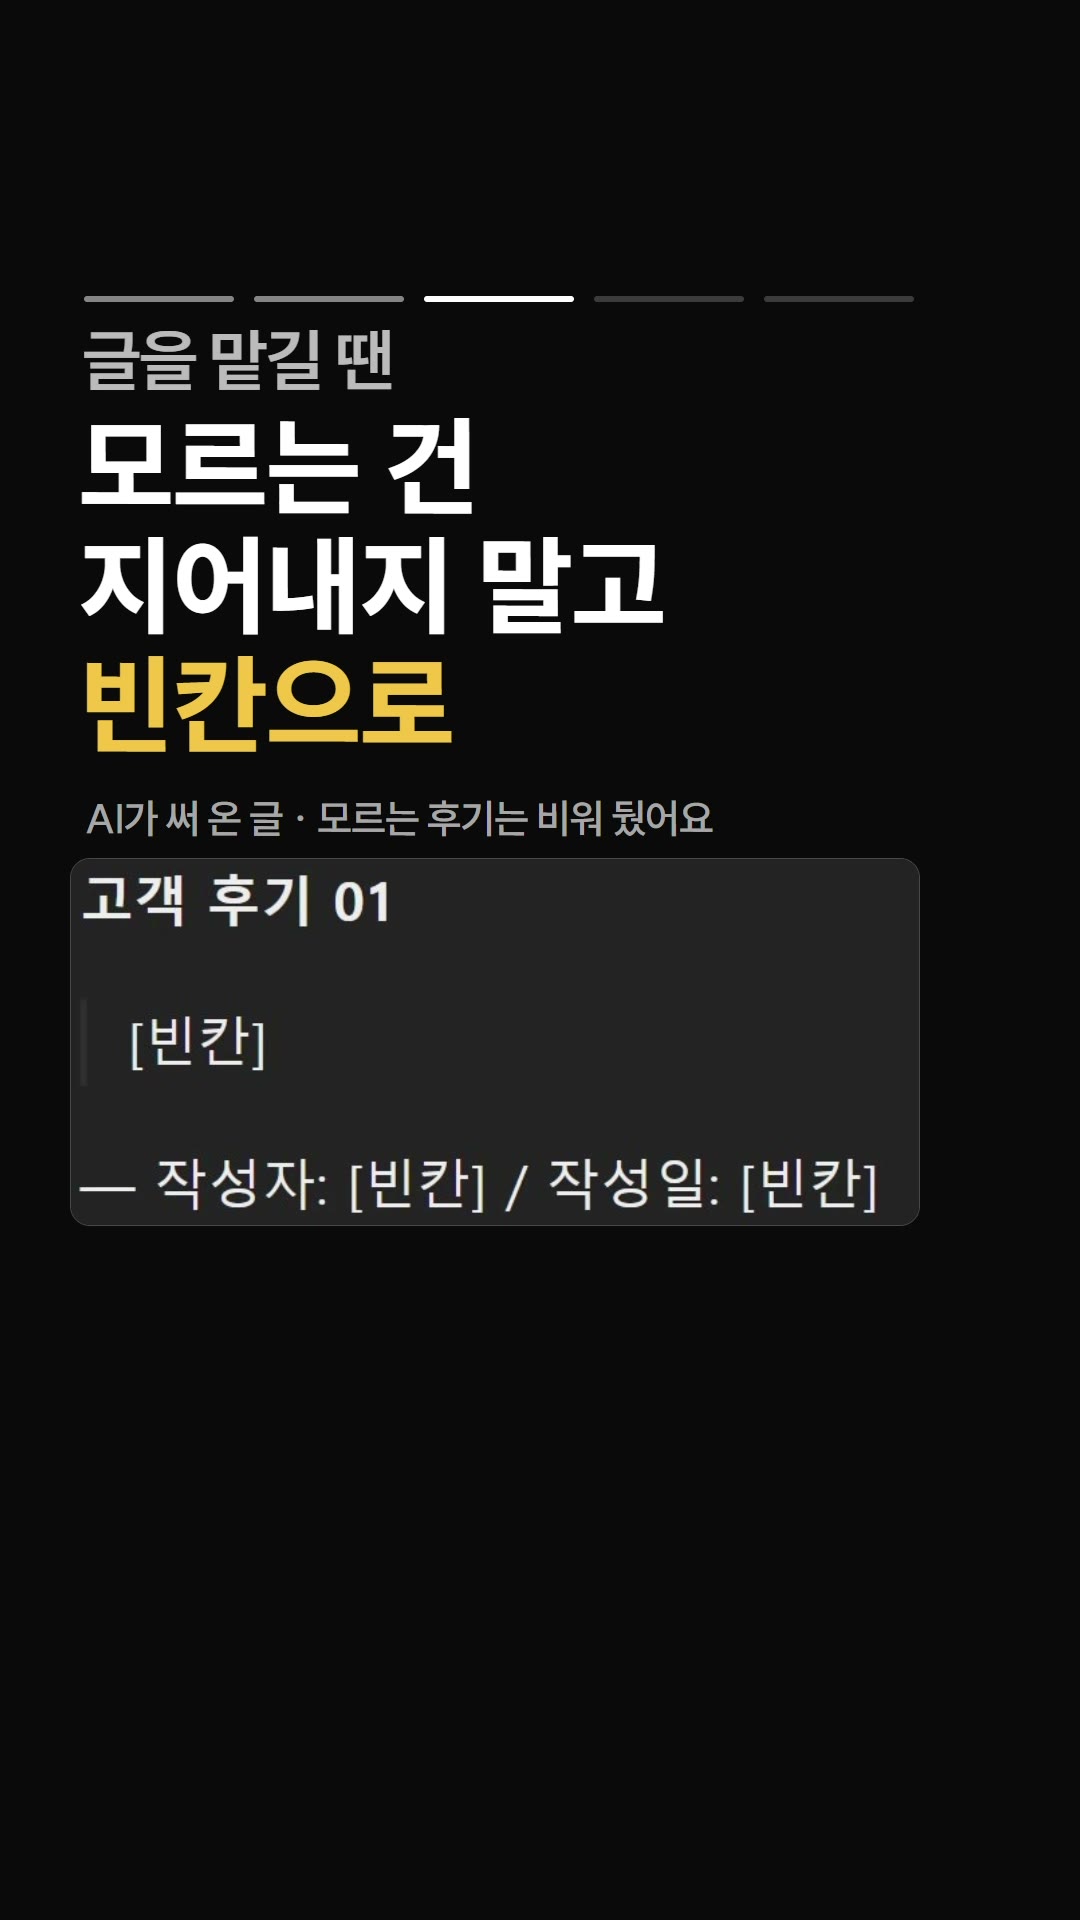 글을 맡길 땐
모르는 건
지어내지 말고
빈칸으로
AI가 써 온 글 · 모르는 후기는 비워 뒀어요
고객 후기 01
[빈칸]
— 작성자: [빈칸] / 작성일: [빈칸]